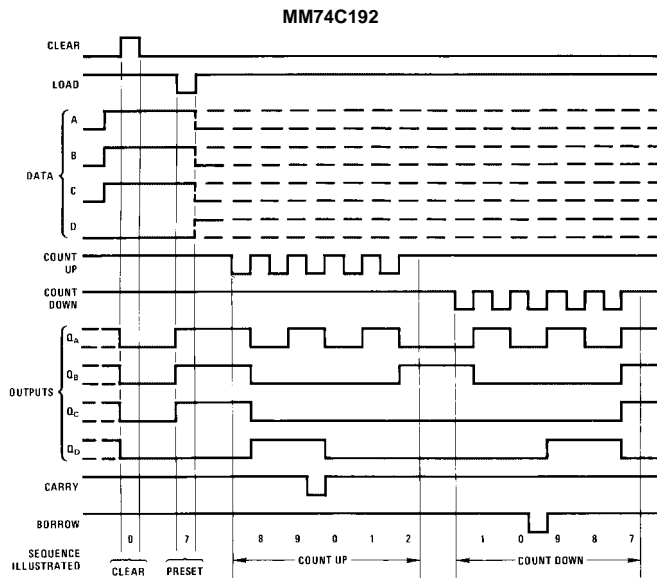 MM74C192
CLEAR
LOAD
A
B
DATA
C
D
COUNT
UP
COUNT
DOWN
QA
QB
OUTPUTS
QC
QD
CARRY
BORROW
0 7 8 9 0 1 2 1 0 9 8 7
SEQUENCE
ILLUSTRATED
CLEAR PRESET COUNT UP COUNT DOWN